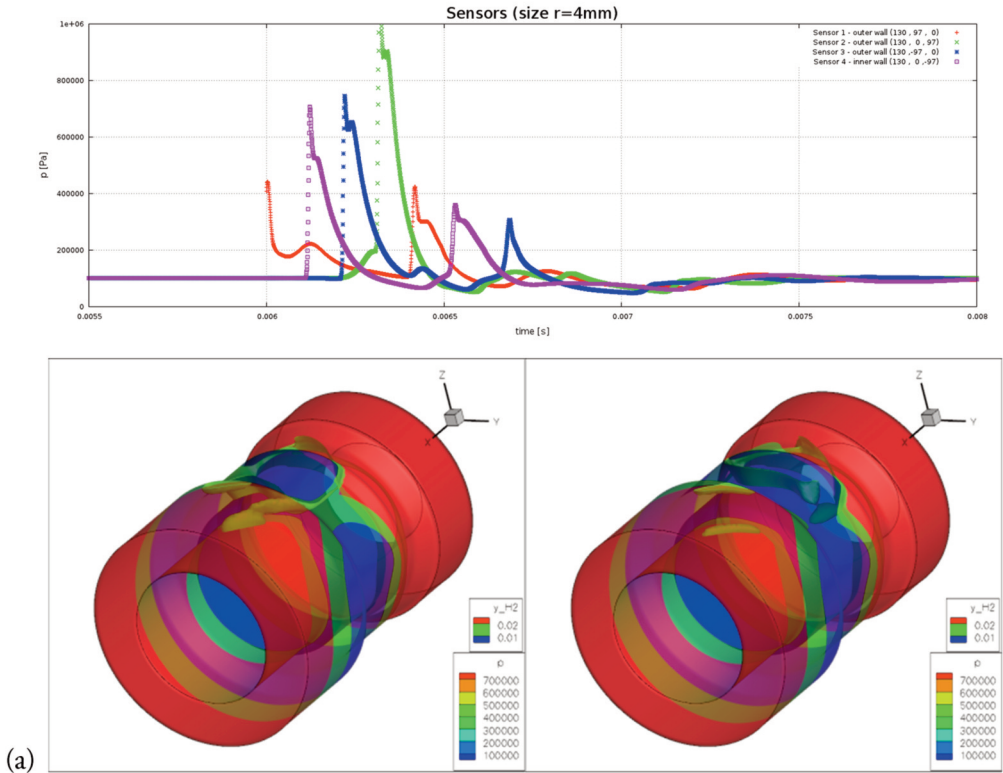 Sensors (size r=4mm)
1e+06
800000
600000
400000
200000
0
p [Pa]
Sensor 1 - outer wall (130, 97, 0)
Sensor 2 - outer wall (130, 0, 97)
Sensor 3 - outer wall (130,-97, 0)
Sensor 4 - inner wall (130, 0,-97)
0.0055
0.006
0.0065
0.007
0.0075
0.008
time [s]
Z
Y
X
y_H2
0.02
0.01
p
700000
600000
500000
400000
300000
200000
100000
Z
Y
X
y_H2
0.02
0.01
p
700000
600000
500000
400000
300000
200000
100000
(a)